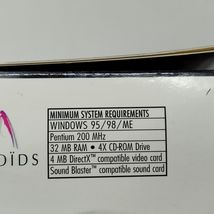 OÏDS
MINIMUM SYSTEM REQUIREMENTS
WINDOWS 95/98/ME
Pentium 200 MHz
32 MB RAM • 4X CD-ROM Drive
4 MB DirectX™ compatible video card
Sound Blaster™ compatible sound card